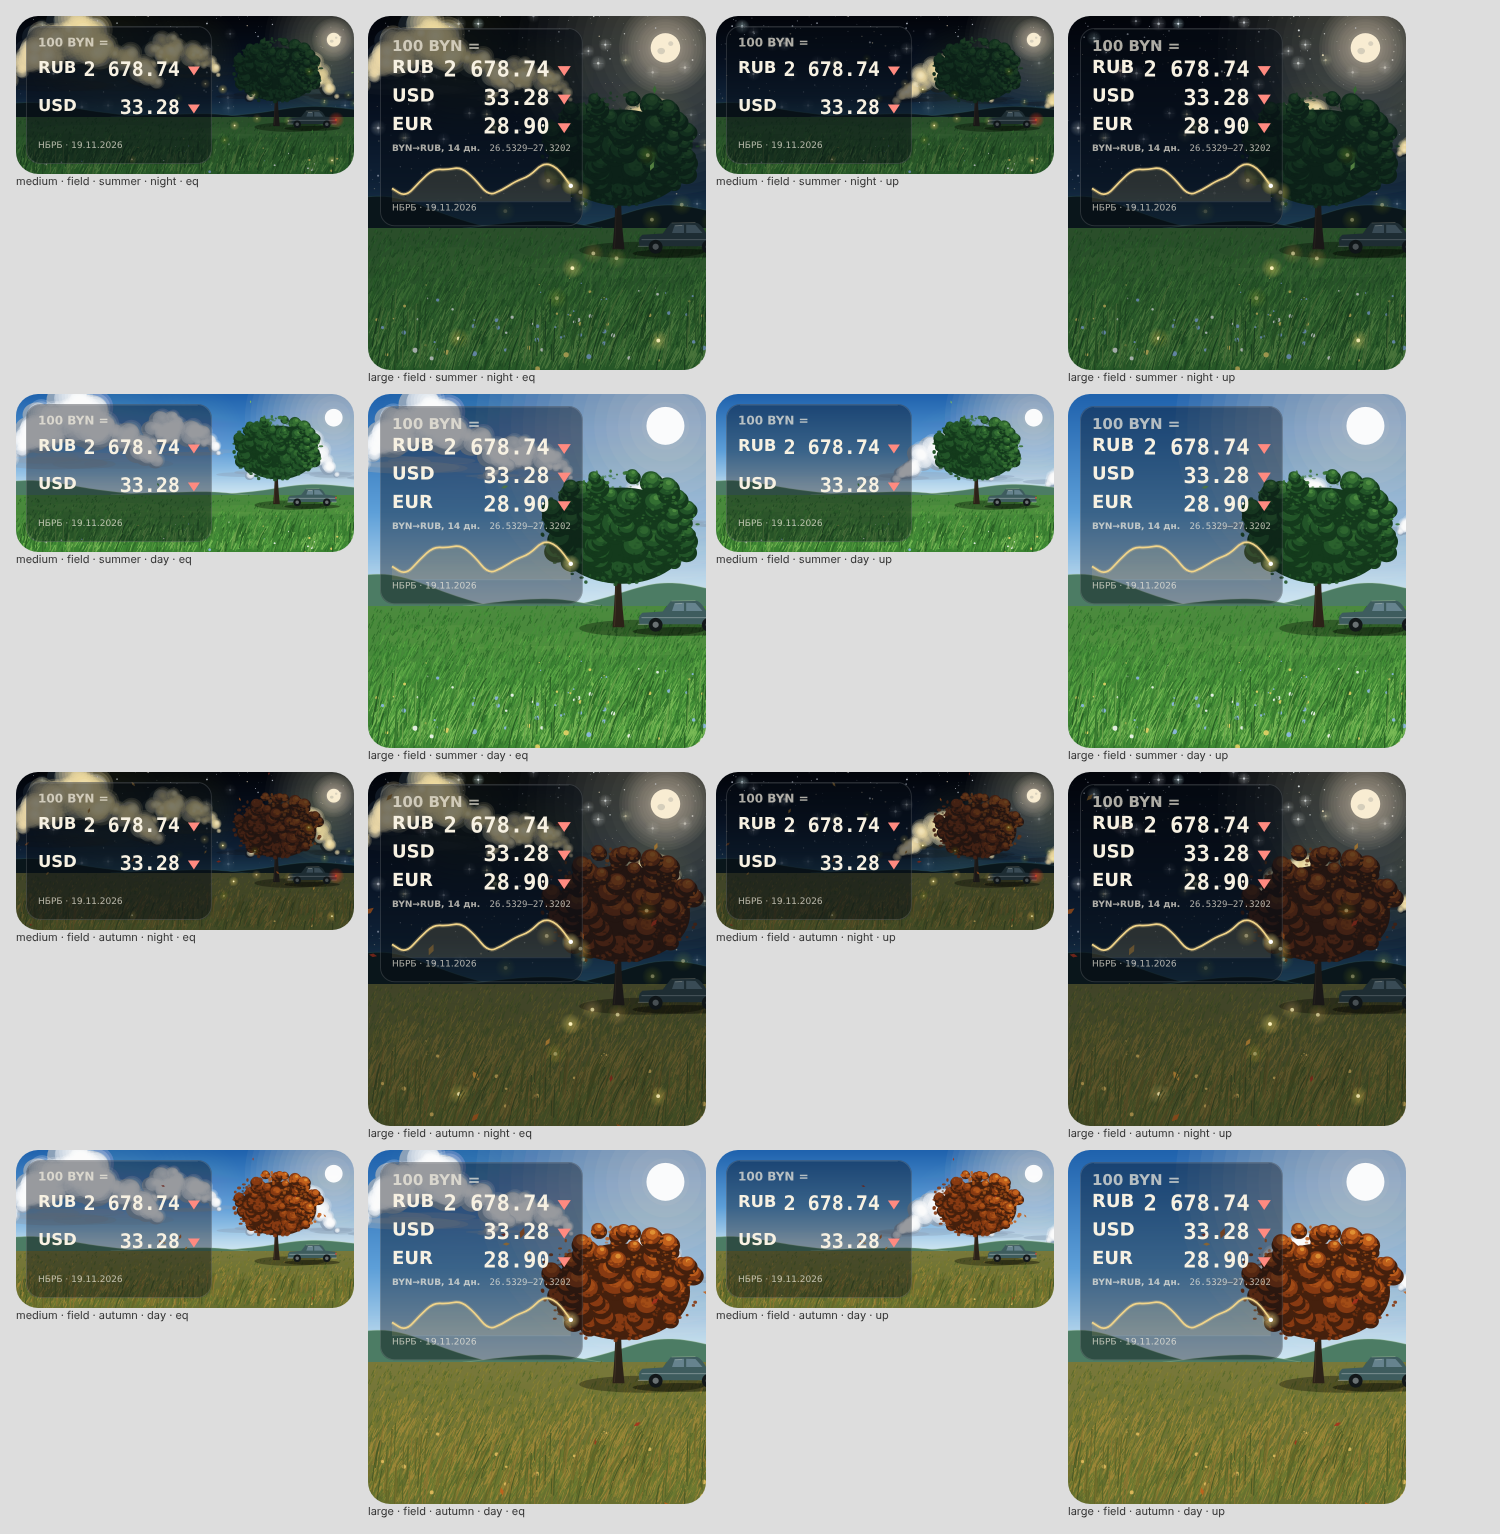 100 BYN =
RUB 2 678.74
USD 33.28
НБРБ · 19.11.2026
medium · field · summer · night · eq
100 BYN =
RUB 2 678.74
USD 33.28
EUR 28.90
BYN→RUB, 14 дн. 26.5329–27.3202
НБРБ · 19.11.2026
large · field · summer · night · eq
100 BYN =
RUB 2 678.74
USD 33.28
НБРБ · 19.11.2026
medium · field · summer · night · up
100 BYN =
RUB 2 678.74
USD 33.28
EUR 28.90
BYN→RUB, 14 дн. 26.5329–27.3202
НБРБ · 19.11.2026
large · field · summer · night · up
100 BYN =
RUB 2 678.74
USD 33.28
НБРБ · 19.11.2026
medium · field · summer · day · eq
100 BYN =
RUB 2 678.74
USD 33.28
EUR 28.90
BYN→RUB, 14 дн. 26.5329–27.3202
НБРБ · 19.11.2026
large · field · summer · day · eq
100 BYN =
RUB 2 678.74
USD 33.28
НБРБ · 19.11.2026
medium · field · summer · day · up
100 BYN =
RUB 2 678.74
USD 33.28
EUR 28.90
BYN→RUB, 14 дн. 26.5329–27.3202
НБРБ · 19.11.2026
large · field · summer · day · up
100 BYN =
RUB 2 678.74
USD 33.28
НБРБ · 19.11.2026
medium · field · autumn · night · eq
100 BYN =
RUB 2 678.74
USD 33.28
EUR 28.90
BYN→RUB, 14 дн. 26.5329–27.3202
НБРБ · 19.11.2026
large · field · autumn · night · eq
100 BYN =
RUB 2 678.74
USD 33.28
НБРБ · 19.11.2026
medium · field · autumn · night · up
100 BYN =
RUB 2 678.74
USD 33.28
EUR 28.90
BYN→RUB, 14 дн. 26.5329–27.3202
НБРБ · 19.11.2026
large · field · autumn · night · up
100 BYN =
RUB 2 678.74
USD 33.28
НБРБ · 19.11.2026
medium · field · autumn · day · eq
100 BYN =
RUB 2 678.74
USD 33.28
EUR 28.90
BYN→RUB, 14 дн. 26.5329–27.3202
НБРБ · 19.11.2026
large · field · autumn · day · eq
100 BYN =
RUB 2 678.74
USD 33.28
НБРБ · 19.11.2026
medium · field · autumn · day · up
100 BYN =
RUB 2 678.74
USD 33.28
EUR 28.90
BYN→RUB, 14 дн. 26.5329–27.3202
НБРБ · 19.11.2026
large · field · autumn · day · up